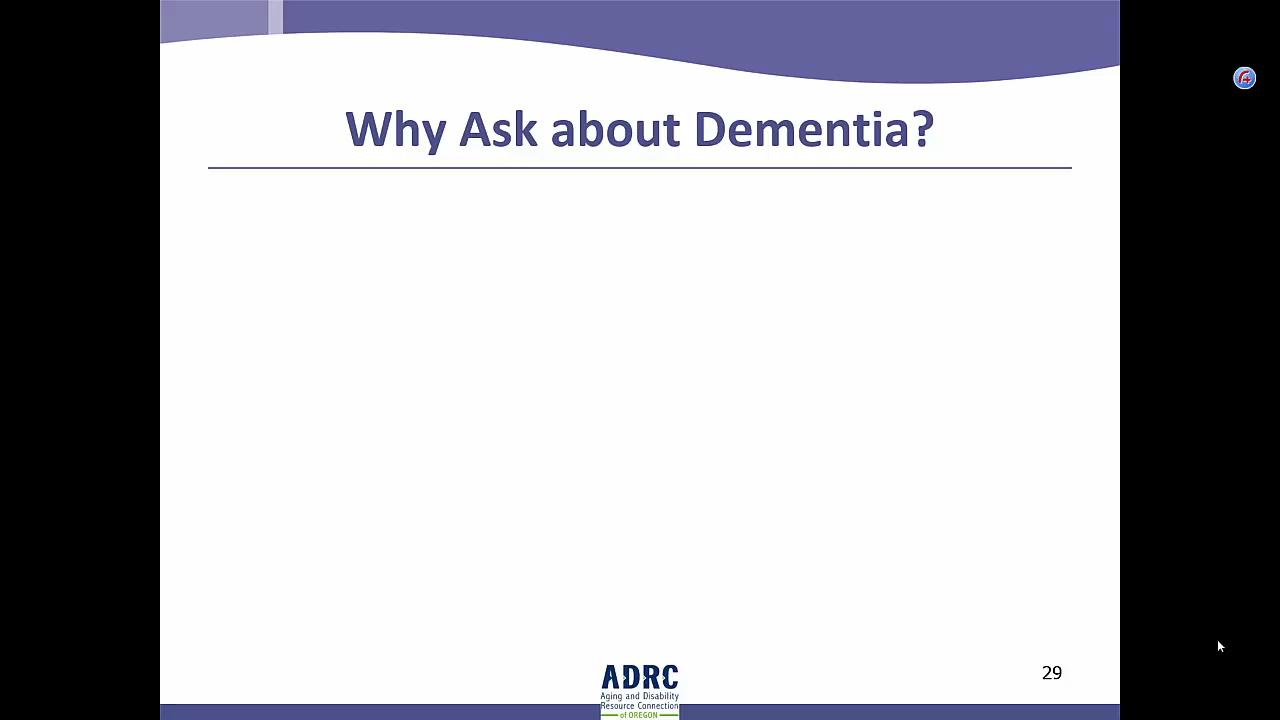 Why Ask about Dementia?
ADRC
Aging and Disability
Resource Connection
of OREGON
29